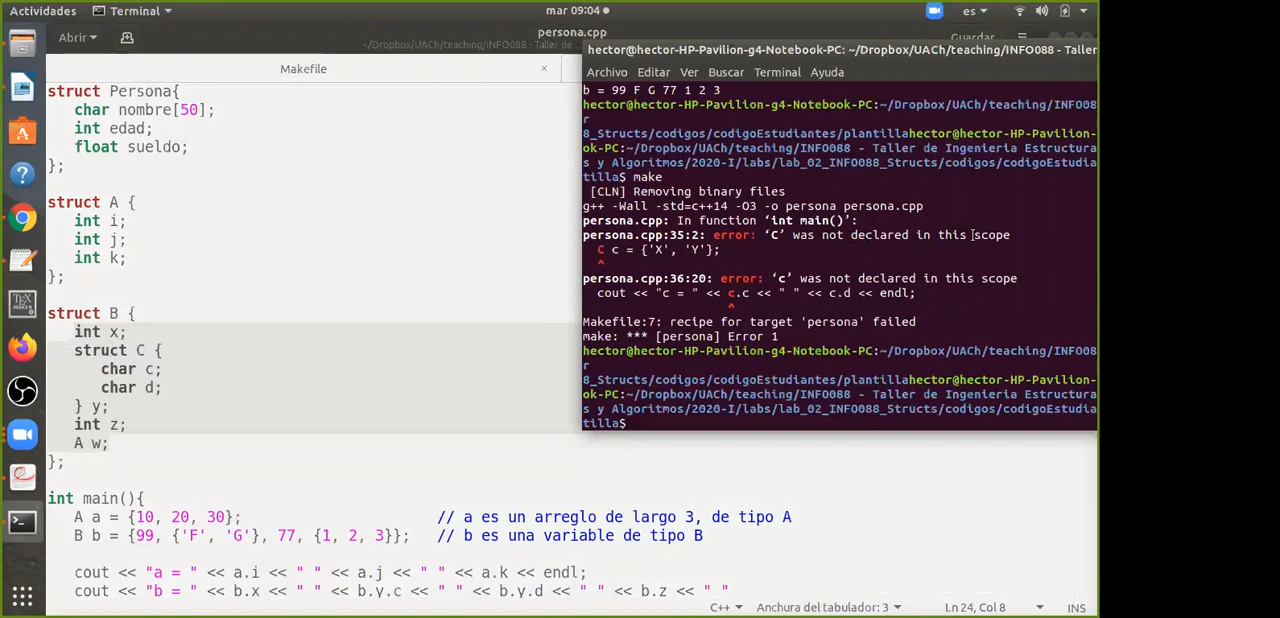 Actividades
Terminal
mar 09:04
es
Abrir
persona.cpp
~/Dropbox/UACh/teaching/INFO088 - Taller de
Guardar
Makefile
struct Persona{
char nombre[50];
int edad;
float sueldo;
};
struct A {
int i;
int j;
int k;
};
struct B {
int x;
struct C {
char c;
char d;
} y;
int z;
A w;
};
int main(){
A a = {10, 20, 30}; // a es un arreglo de largo 3, de tipo A
B b = {99, {'F', 'G'}, 77, {1, 2, 3}}; // b es una variable de tipo B
cout << "a = " << a.i << " " << a.j << " " << a.k << endl;
cout << "b = " << b.x << " " << b.y.c << " " << b.y.d << " " << b.z << " "
C++ Anchura del tabulador: 3 Ln 24, Col 8 INS
hector@hector-HP-Pavilion-g4-Notebook-PC: ~/Dropbox/UACh/teaching/INFO088 - Taller
Archivo Editar Ver Buscar Terminal Ayuda
b = 99 F G 77 1 2 3
hector@hector-HP-Pavilion-g4-Notebook-PC:~/Dropbox/UACh/teaching/INFO08
r
8_Structs/codigos/codigoEstudiantes/plantillahector@hector-HP-Pavilion-
ok-PC:~/Dropbox/UACh/teaching/INFO088 - Taller de Ingenieria Estructura
s y Algoritmos/2020-I/labs/lab_02_INFO088_Structs/codigos/codigoEstudia
tilla$ make
[CLN] Removing binary files
g++ -Wall -std=c++14 -O3 -o persona persona.cpp
persona.cpp: In function ‘int main()’:
persona.cpp:35:2: error: ‘C’ was not declared in this scope
C c = {'X', 'Y'};
^
persona.cpp:36:20: error: ‘c’ was not declared in this scope
cout << "c = " << c.c << " " << c.d << endl;
^
Makefile:7: recipe for target 'persona' failed
make: *** [persona] Error 1
hector@hector-HP-Pavilion-g4-Notebook-PC:~/Dropbox/UACh/teaching/INFO08
r
8_Structs/codigos/codigoEstudiantes/plantillahector@hector-HP-Pavilion-
ok-PC:~/Dropbox/UACh/teaching/INFO088 - Taller de Ingenieria Estructura
s y Algoritmos/2020-I/labs/lab_02_INFO088_Structs/codigos/codigoEstudia
tilla$